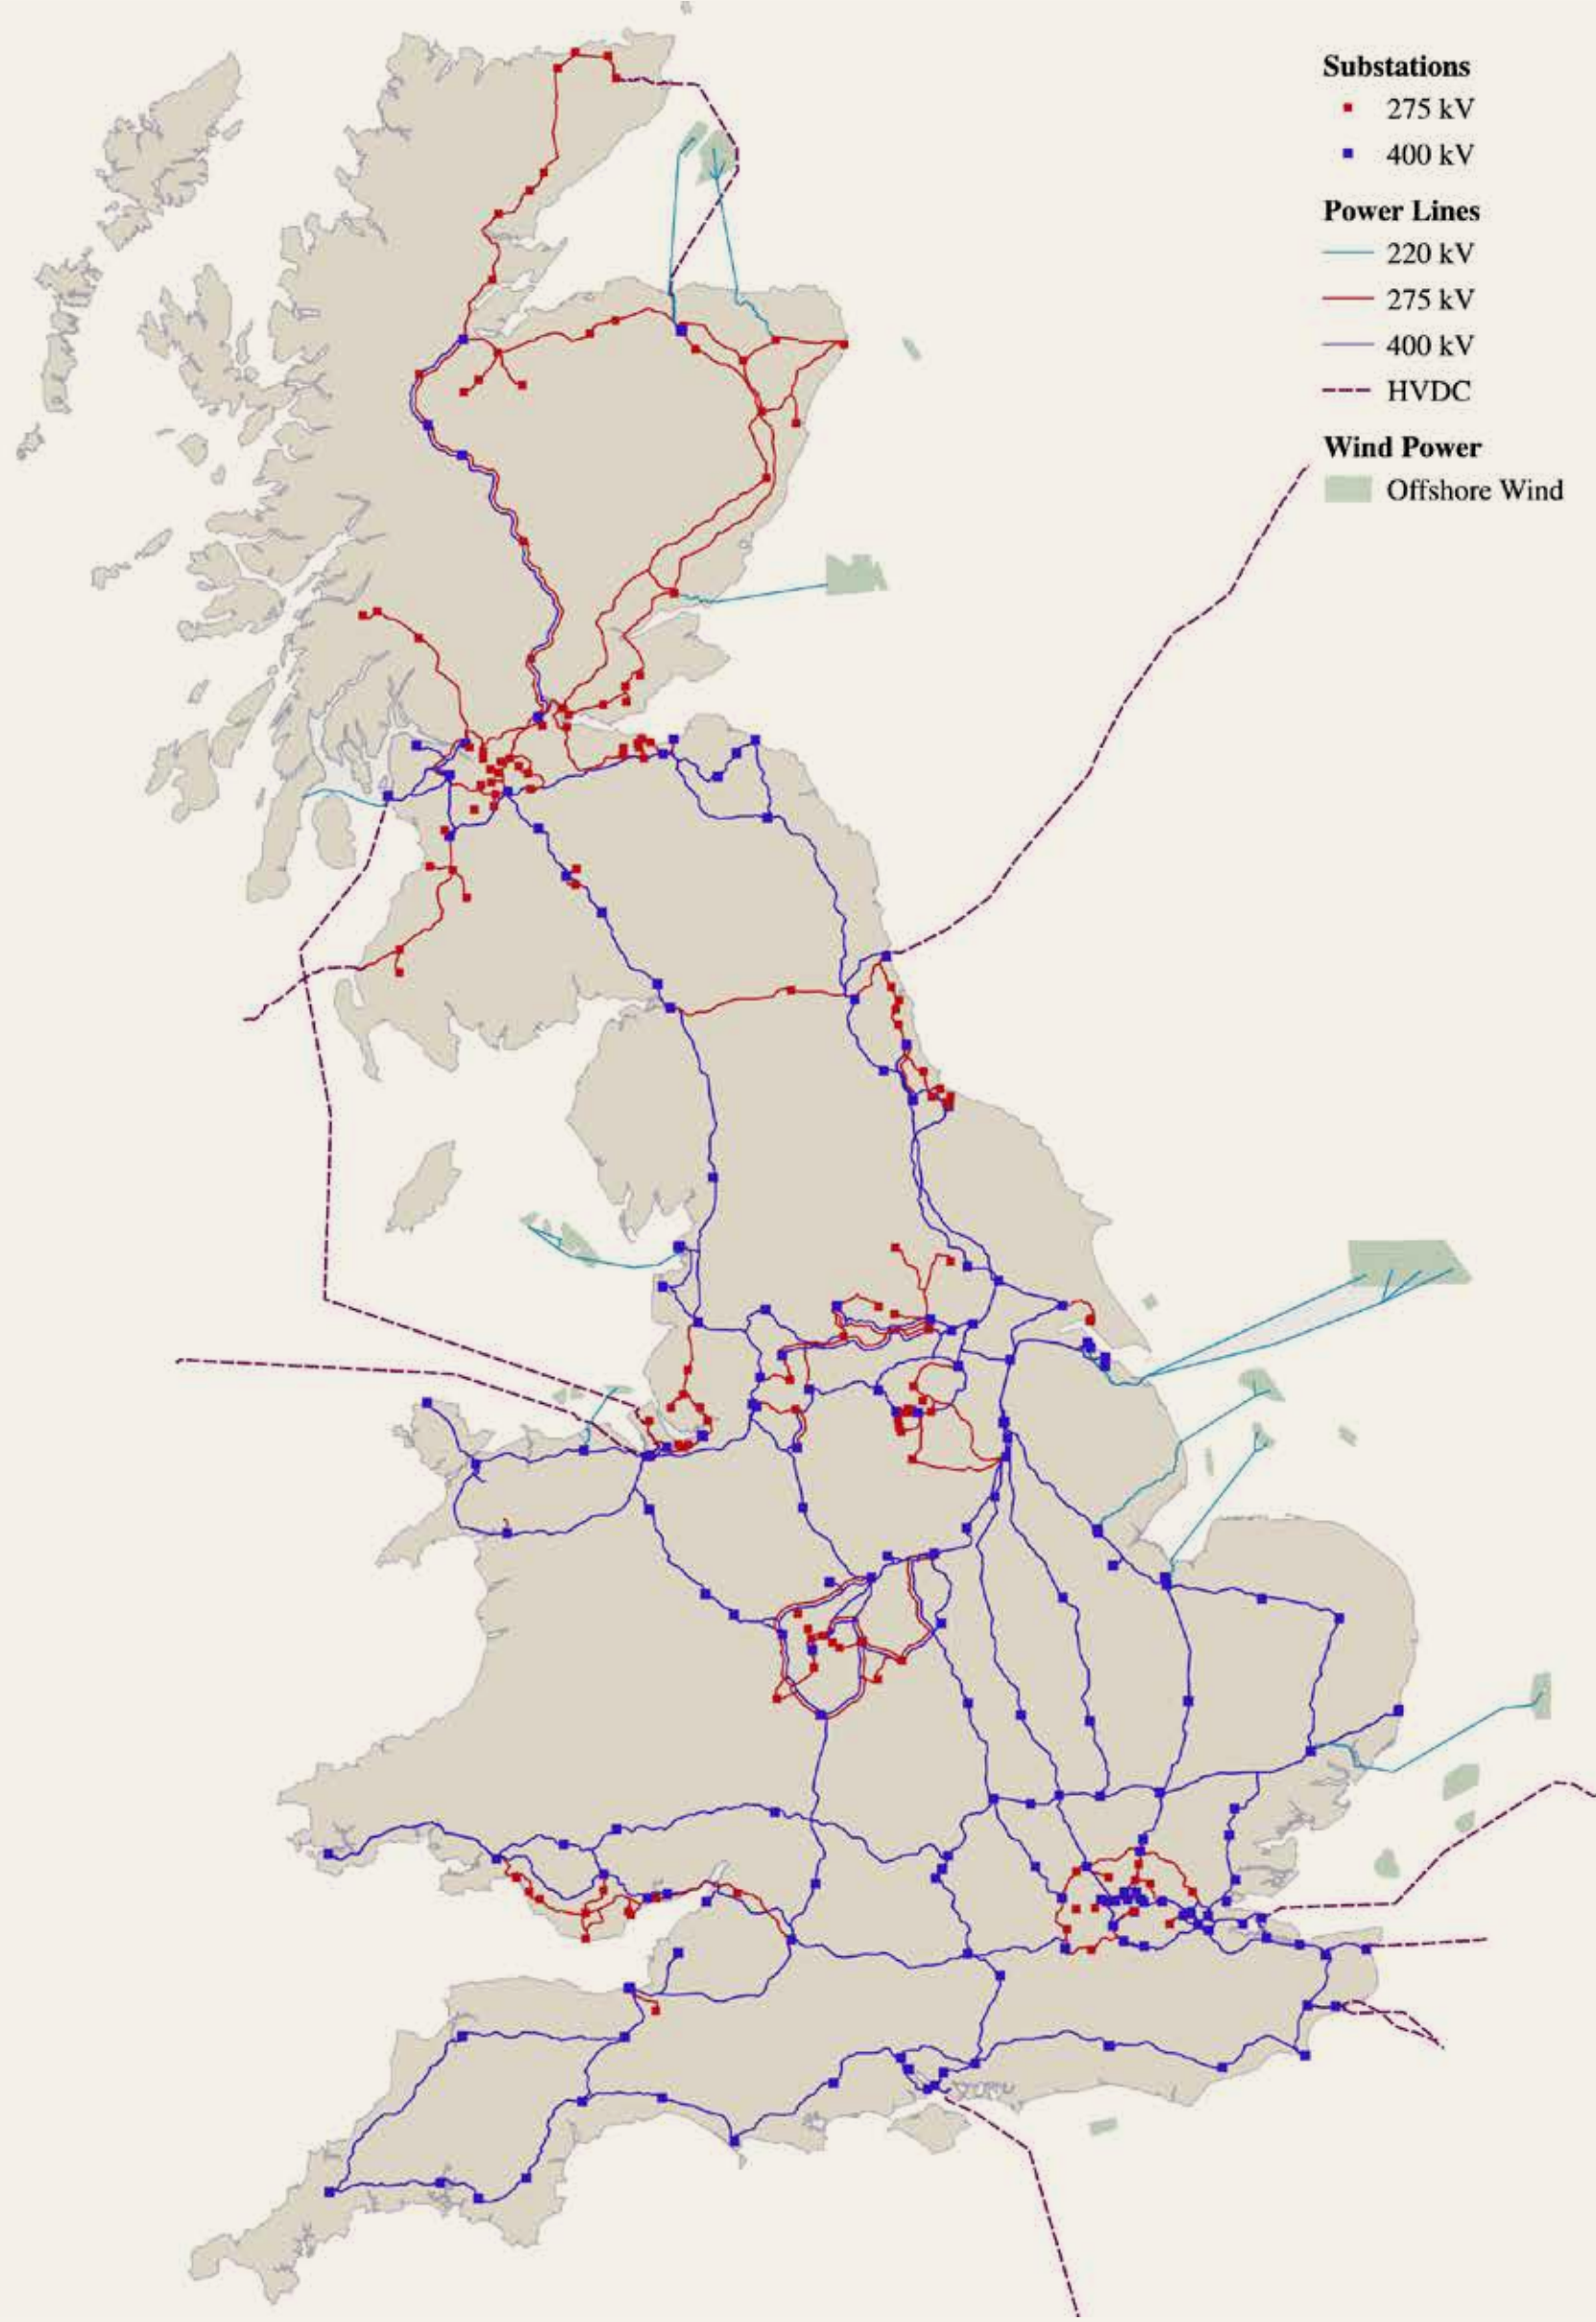 Substations
275 kV
400 kV
Power Lines
220 kV
275 kV
400 kV
HVDC
Wind Power
Offshore Wind